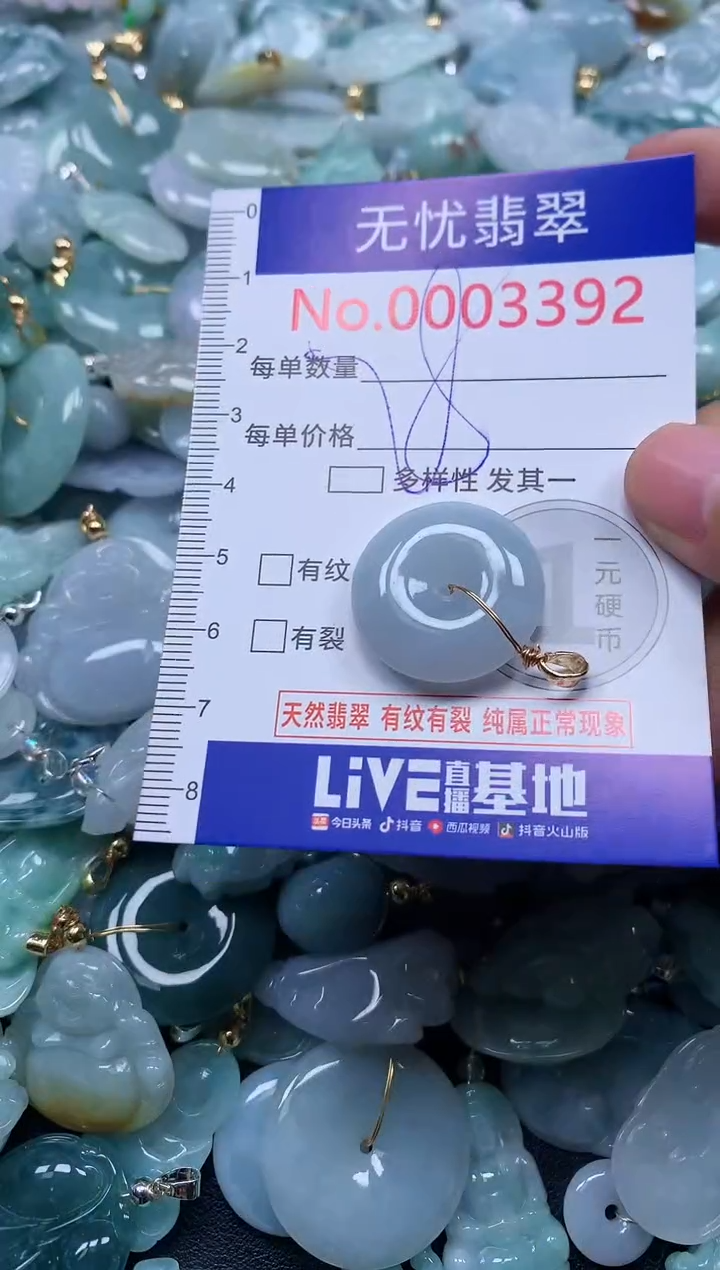 无忧翡翠
No.0003392
每单数量
每单价格
多样性 发其一
有纹
有裂
一元硬币
1
天然翡翠 有纹有裂 纯属正常现象
LiVE直播基地
头条 今日头条 抖音 西瓜视频 抖音火山版
0
1
2
3
4
5
6
7
8